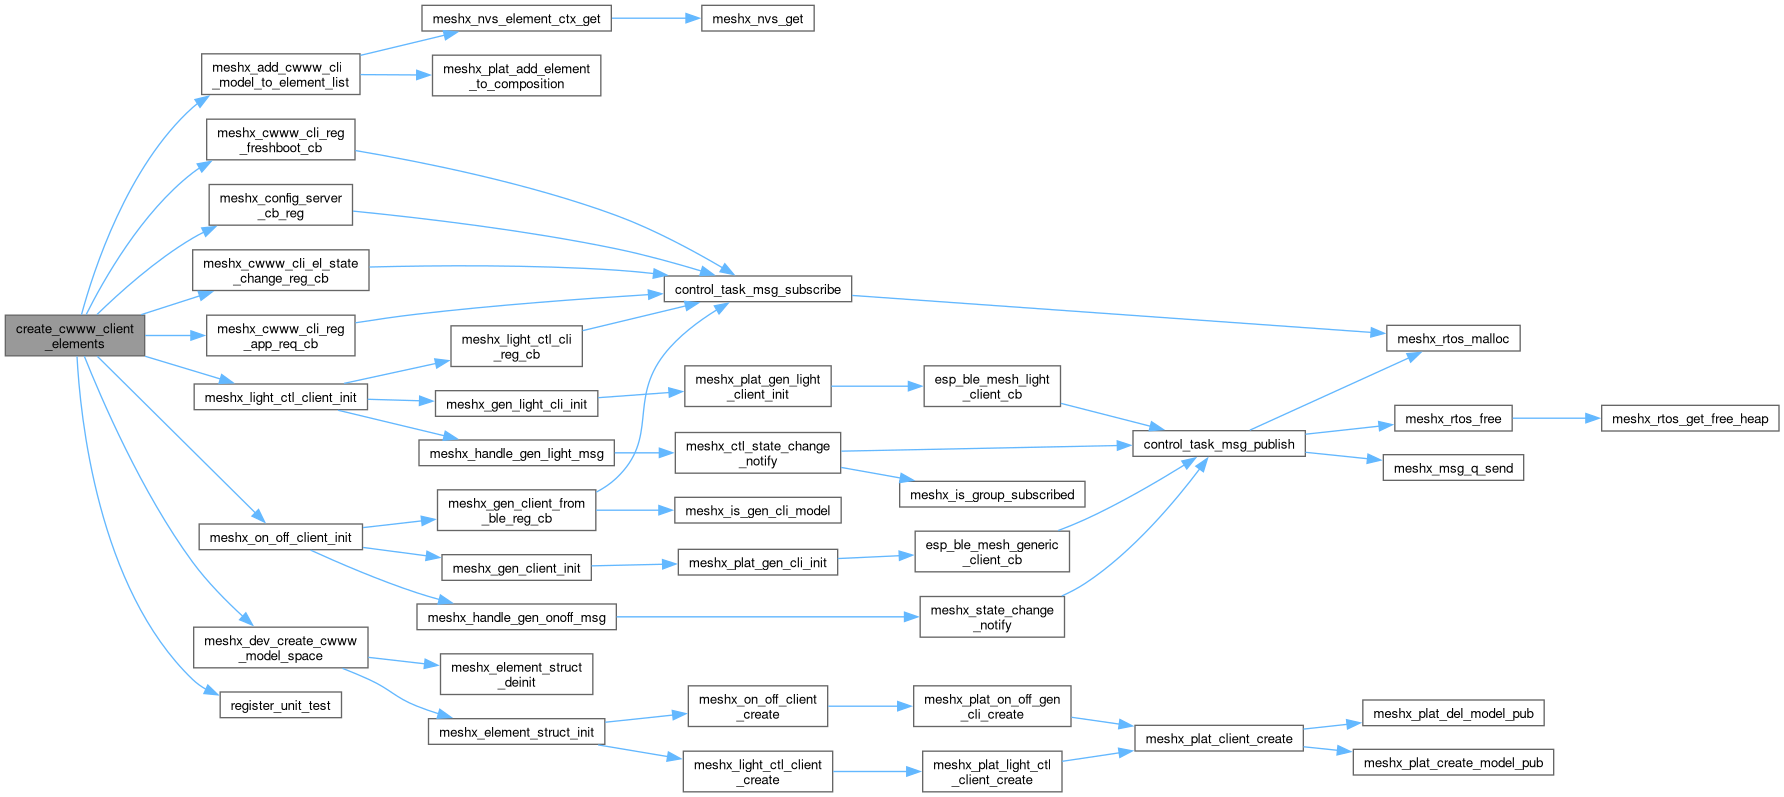 create_cwww_client
_elements
meshx_add_cwww_cli
_model_to_element_list
meshx_nvs_element_ctx_get
meshx_nvs_get
meshx_plat_add_element
_to_composition
meshx_cwww_cli_reg
_freshboot_cb
meshx_config_server
_cb_reg
meshx_cwww_cli_el_state
_change_reg_cb
meshx_cwww_cli_reg
_app_req_cb
control_task_msg_subscribe
meshx_rtos_malloc
meshx_light_ctl_client_init
meshx_light_ctl_cli
_reg_cb
meshx_gen_light_cli_init
meshx_plat_gen_light
_client_init
esp_ble_mesh_light
_client_cb
control_task_msg_publish
meshx_rtos_free
meshx_rtos_get_free_heap
meshx_msg_q_send
meshx_handle_gen_light_msg
meshx_ctl_state_change
_notify
meshx_is_group_subscribed
meshx_on_off_client_init
meshx_gen_client_from
_ble_reg_cb
meshx_is_gen_cli_model
meshx_gen_client_init
meshx_plat_gen_cli_init
esp_ble_mesh_generic
_client_cb
meshx_handle_gen_onoff_msg
meshx_state_change
_notify
meshx_dev_create_cwww
_model_space
meshx_element_struct
_deinit
meshx_element_struct_init
meshx_on_off_client
_create
meshx_plat_on_off_gen
_cli_create
meshx_light_ctl_client
_create
meshx_plat_light_ctl
_client_create
meshx_plat_client_create
meshx_plat_del_model_pub
meshx_plat_create_model_pub
register_unit_test